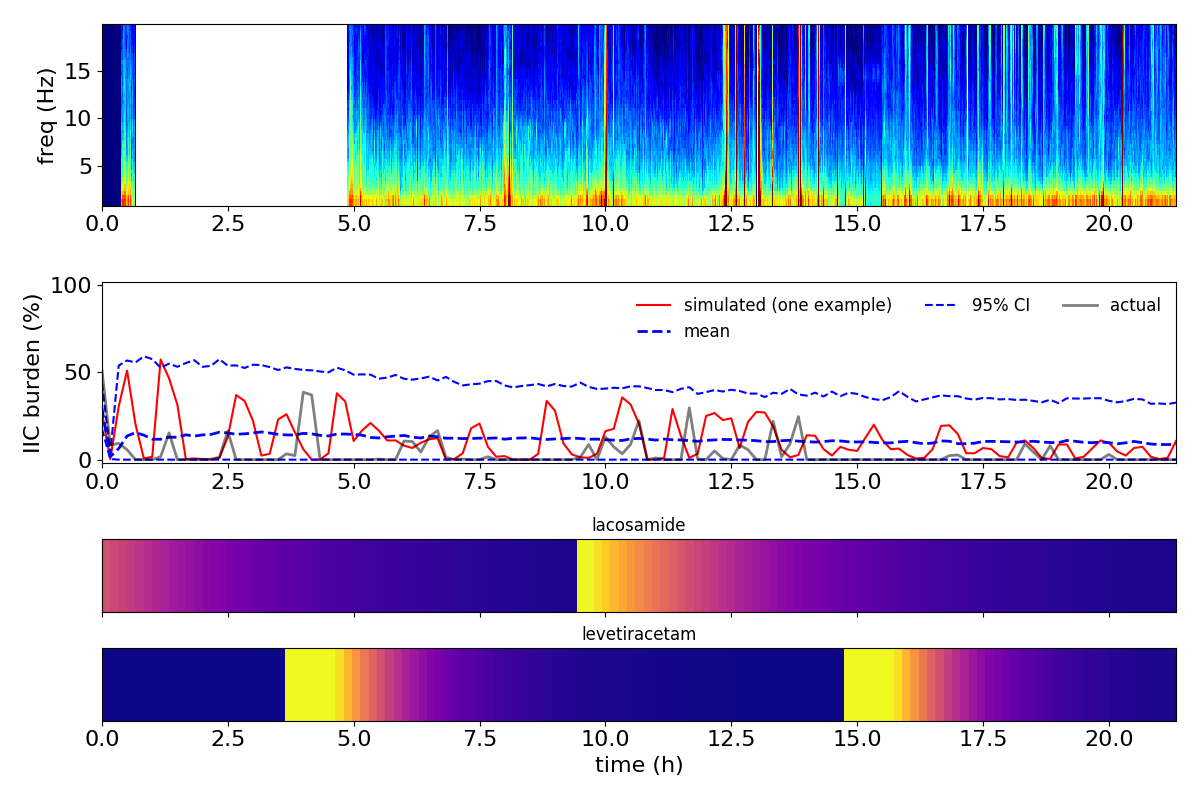 freq (Hz)
15
10
5
0.0 2.5 5.0 7.5 10.0 12.5 15.0 17.5 20.0
IIC burden (%)
100
50
0
simulated (one example) 95% CI actual
mean
0.0 2.5 5.0 7.5 10.0 12.5 15.0 17.5 20.0
lacosamide
levetiracetam
0.0 2.5 5.0 7.5 10.0 12.5 15.0 17.5 20.0
time (h)